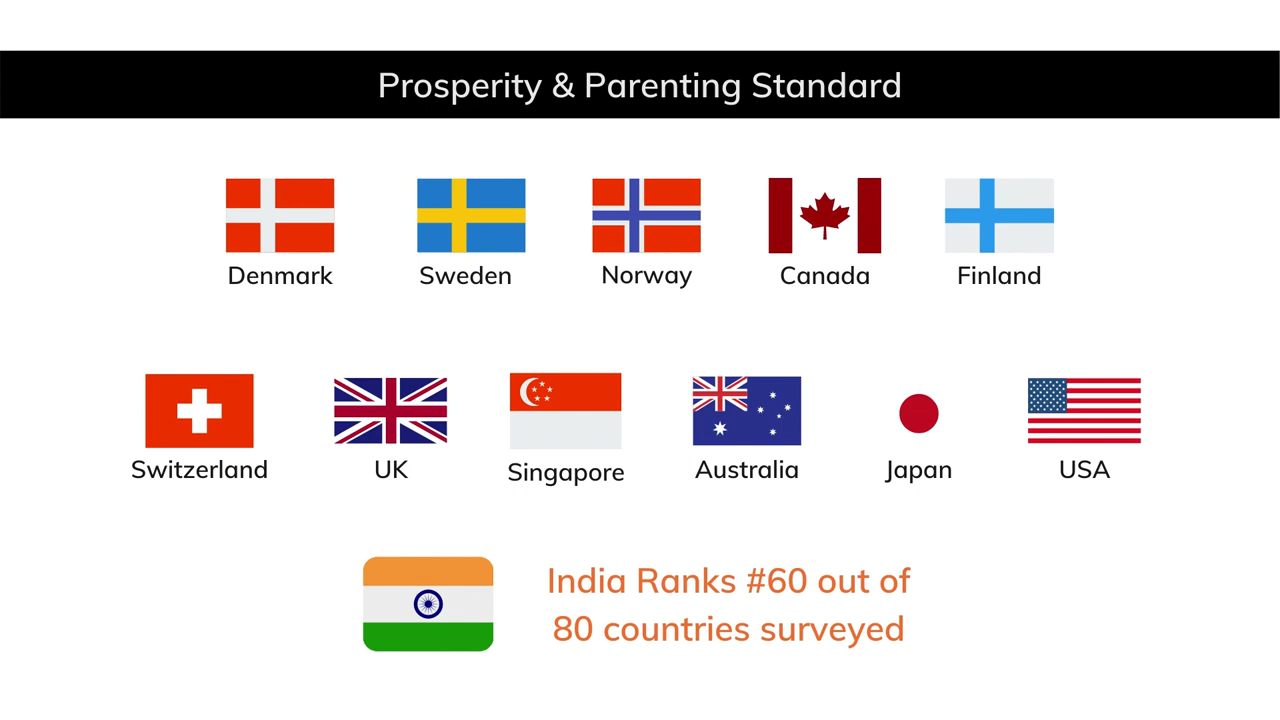 Prosperity & Parenting Standard
Denmark
Sweden
Norway
Canada
Finland
Switzerland
UK
Singapore
Australia
Japan
USA
India Ranks #60 out of
80 countries surveyed